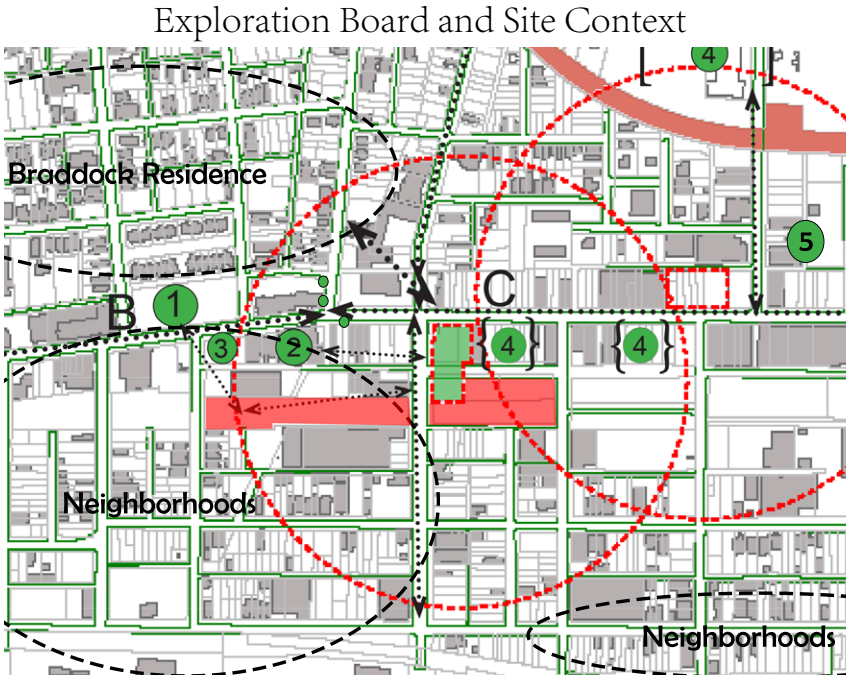 Exploration Board and Site Context
[ 4 ]
Braddock Residence
5
C
B
1
3
2
{ 4 }
{ 4 }
Neighborhoods
Neighborhoods